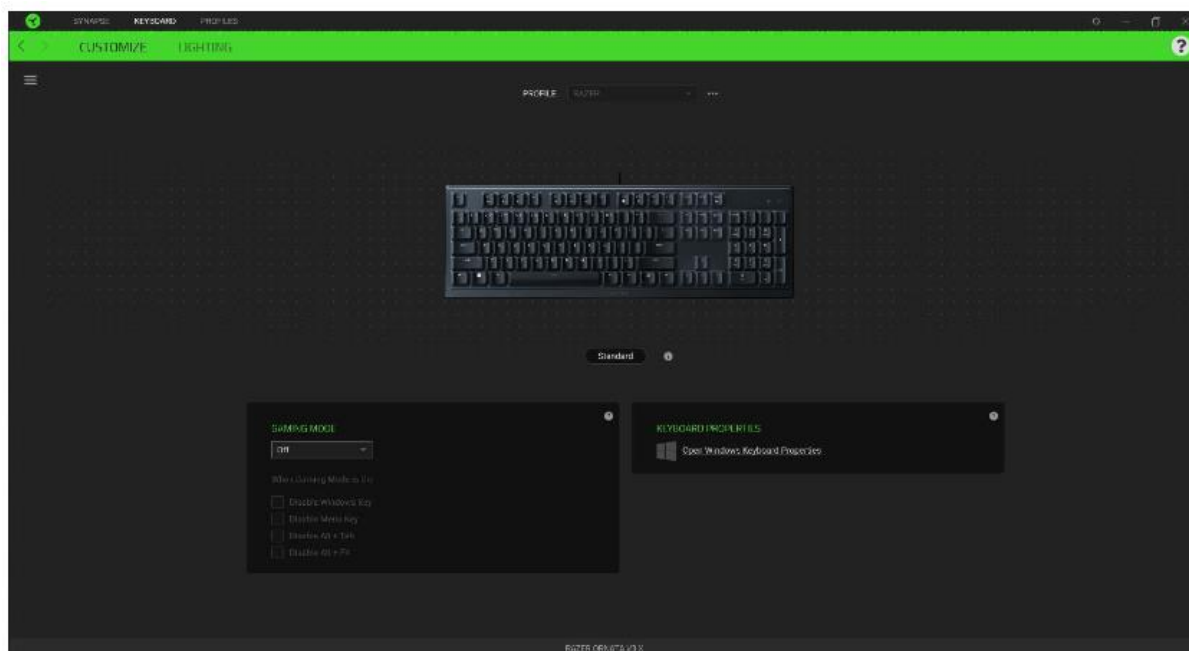 SYNAPSE KEYBOARD PROFILES
CUSTOMIZE LIGHTING
?
PROFILE RAZER
Standard
GAMING MODE
Off
When Gaming Mode is On:
Disable Windows Key
Disable Menu Key
Disable Alt + Tab
Disable Alt + F4
KEYBOARD PROPERTIES
Open Windows Keyboard Properties
RAZER ORNATA V3 X